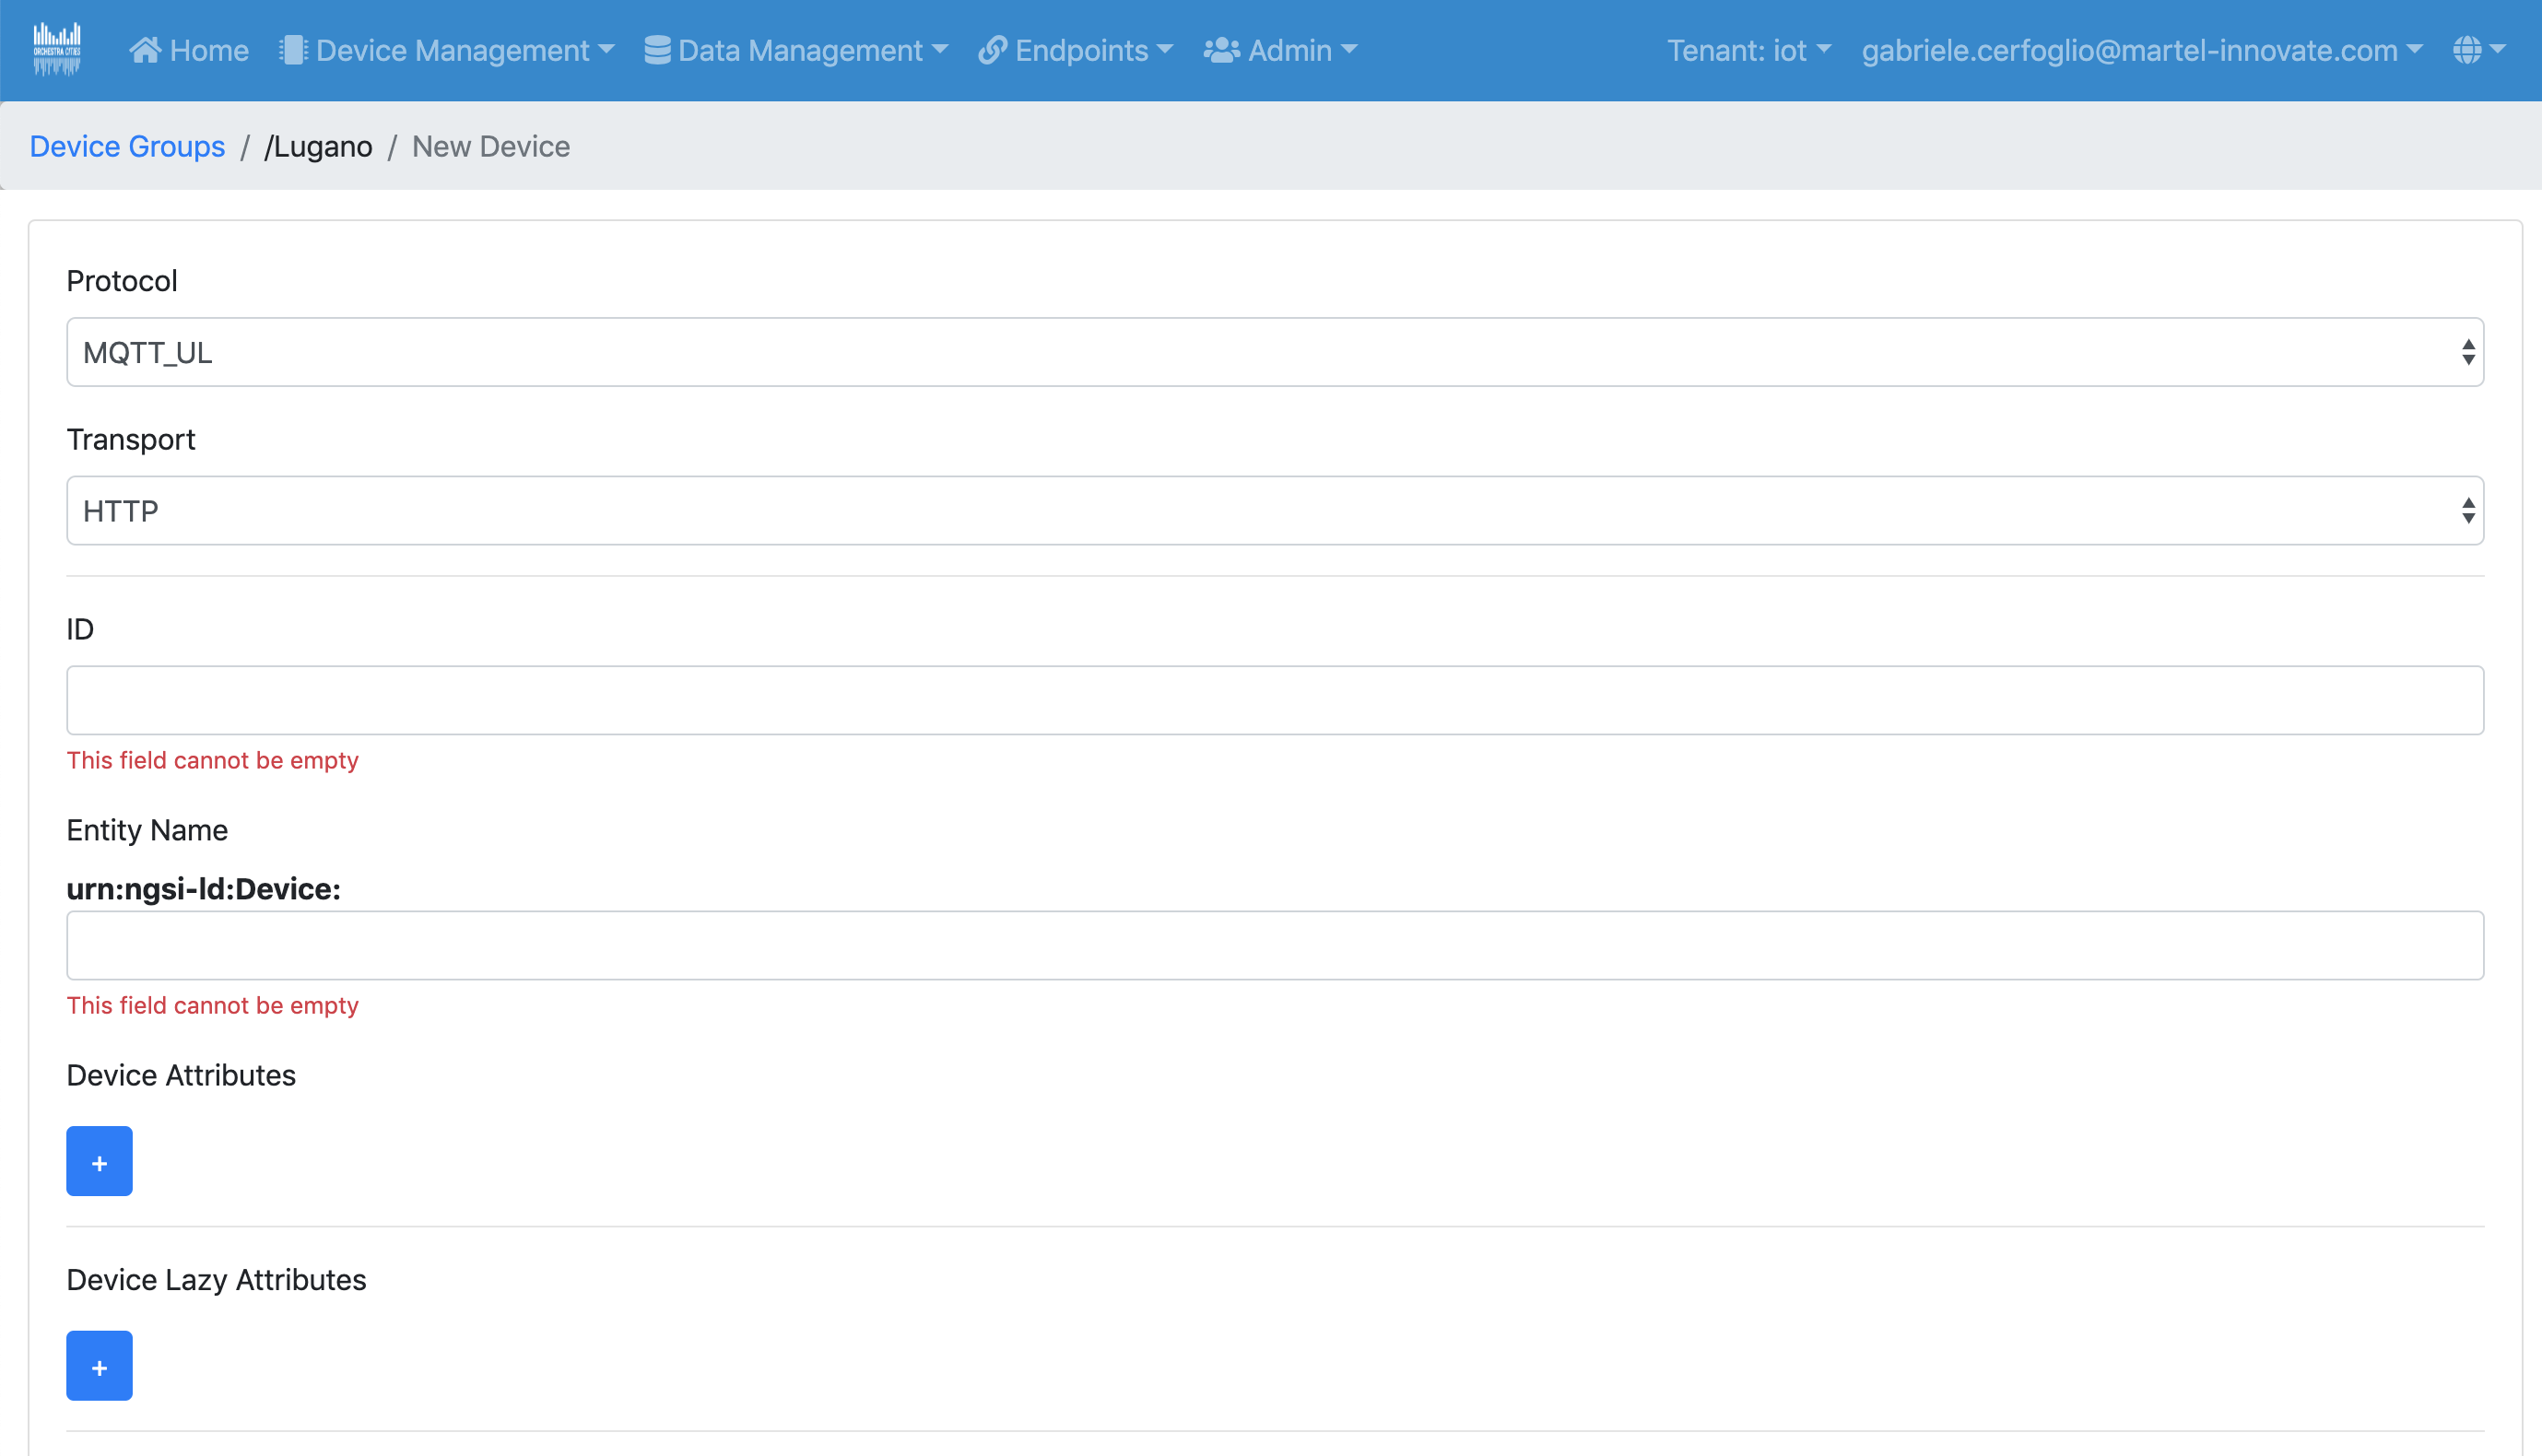 ORCHESTRA CITIES
Home Device Management Data Management Endpoints Admin Tenant: iot gabriele.cerfoglio@martel-innovate.com
Device Groups / /Lugano / New Device
Protocol
MQTT_UL
Transport
HTTP
ID
This field cannot be empty
Entity Name
urn:ngsi-ld:Device:
This field cannot be empty
Device Attributes
+
Device Lazy Attributes
+